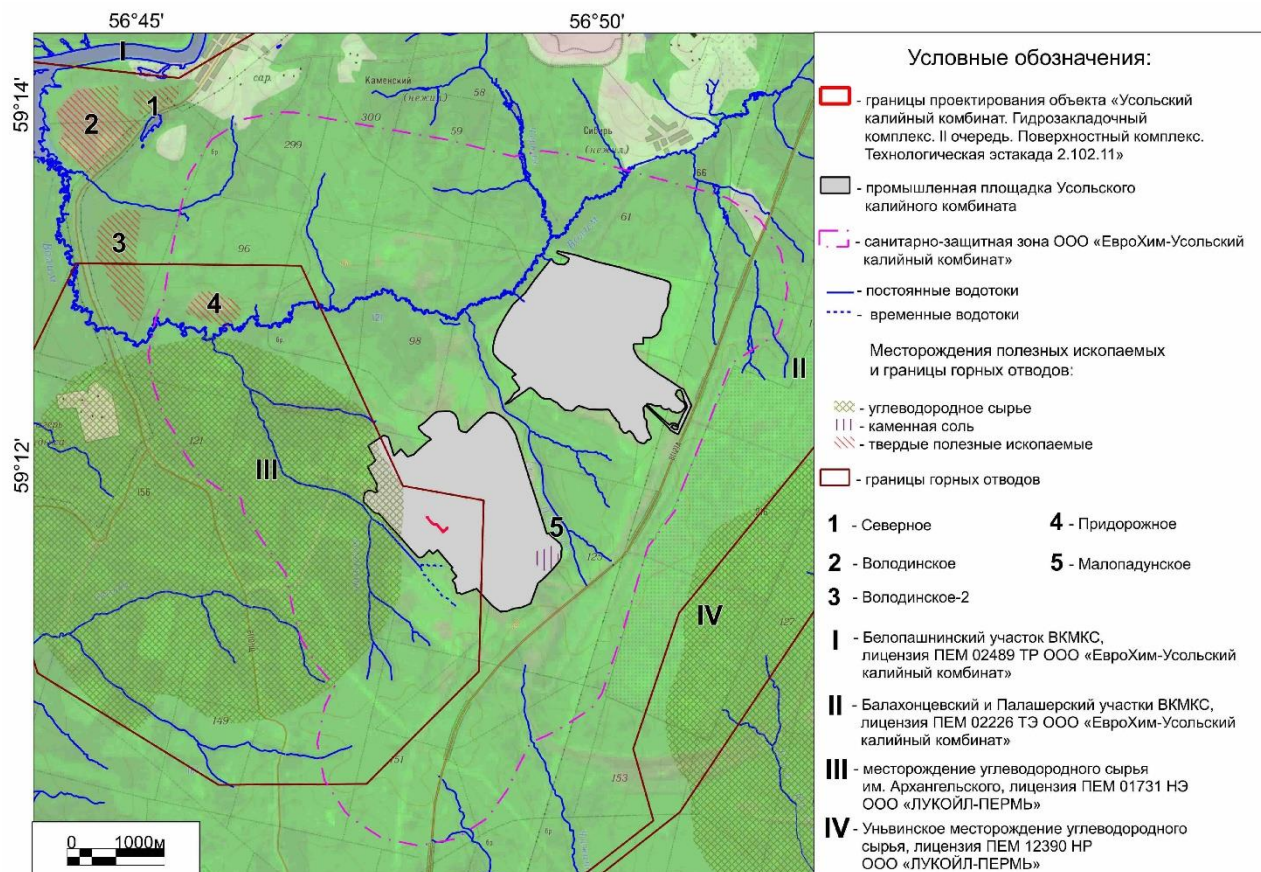 56°45'
56°50'
59°14'
59°12'
I
1
2
3
4
5
II
III
IV
сар.
Каменский
(нежил.)
Сибирь
(нежил.)
58
59
300
299
66
61
96
121
98
121
156
125
127
149
151
153
бр.
0 1000м
Условные обозначения:
- границы проектирования объекта «Усольский
калийный комбинат. Гидрозакладочный
комплекс. II очередь. Поверхностный комплекс.
Технологическая эстакада 2.102.11»
- промышленная площадка Усольского
калийного комбината
- санитарно-защитная зона ООО «ЕвроХим-Усольский
калийный комбинат»
- постоянные водотоки
- временные водотоки
Месторождения полезных ископаемых
и границы горных отводов:
- углеводородное сырье
- каменная соль
- твердые полезные ископаемые
- границы горных отводов
1 - Северное
4 - Придорожное
2 - Володинское
5 - Малопадунское
3 - Володинское-2
I - Белопашнинский участок ВКМКС,
лицензия ПЕМ 02489 ТР ООО «ЕвроХим-Усольский
калийный комбинат»
II - Балахонцевский и Палашерский участки ВКМКС,
лицензия ПЕМ 02226 ТЭ ООО «ЕвроХим-Усольский
калийный комбинат»
III - месторождение углеводородного сырья
им. Архангельского, лицензия ПЕМ 01731 НЭ
ООО «ЛУКОЙЛ-ПЕРМЬ»
IV - Уньвинское месторождение углеводородного
сырья, лицензия ПЕМ 12390 НР
ООО «ЛУКОЙЛ-ПЕРМЬ»